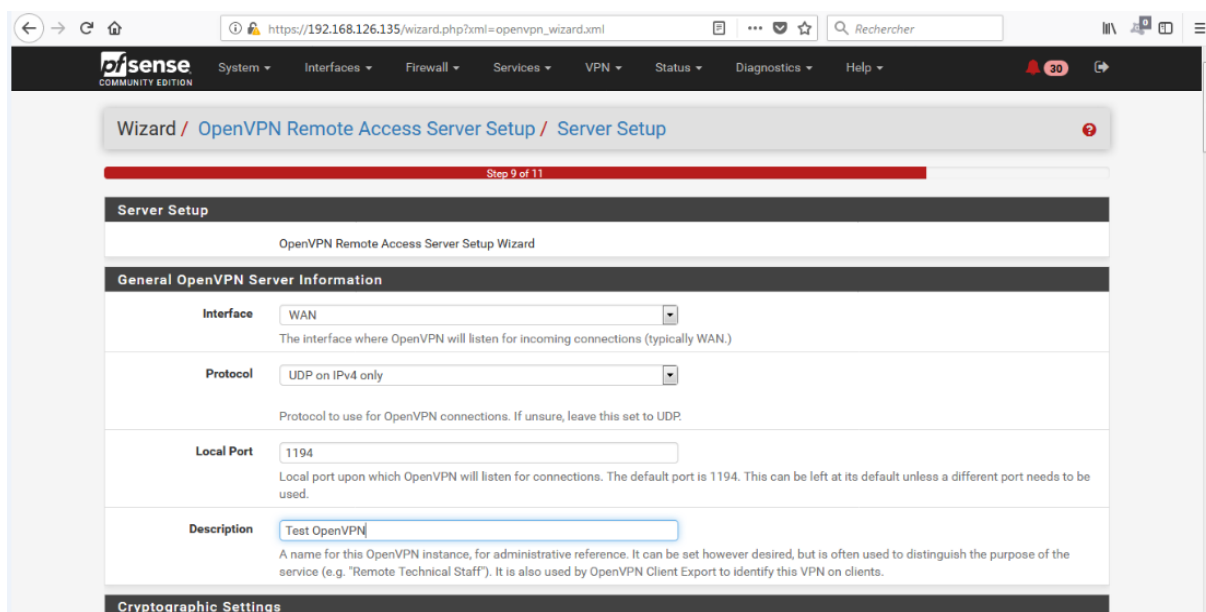 https://192.168.126.135/wizard.php?xml=openvpn_wizard.xml
Rechercher
pfsense
COMMUNITY EDITION
System Interfaces Firewall Services VPN Status Diagnostics Help 30
Wizard / OpenVPN Remote Access Server Setup / Server Setup
Step 9 of 11
Server Setup
OpenVPN Remote Access Server Setup Wizard
General OpenVPN Server Information
Interface WAN
The interface where OpenVPN will listen for incoming connections (typically WAN.)
Protocol UDP on IPv4 only
Protocol to use for OpenVPN connections. If unsure, leave this set to UDP.
Local Port 1194
Local port upon which OpenVPN will listen for connections. The default port is 1194. This can be left at its default unless a different port needs to be
used.
Description Test OpenVPN
A name for this OpenVPN instance, for administrative reference. It can be set however desired, but is often used to distinguish the purpose of the
service (e.g. "Remote Technical Staff"). It is also used by OpenVPN Client Export to identify this VPN on clients.
Cryptographic Settings